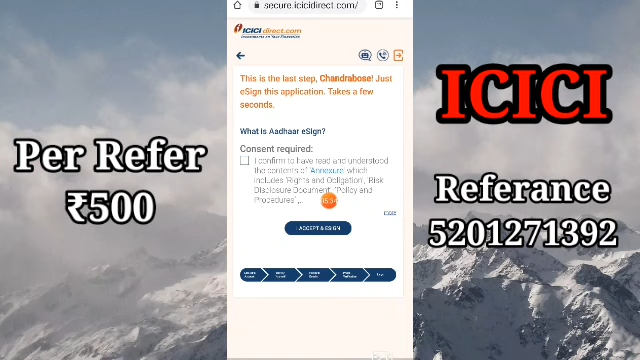 secure.icicidirect.com/
ICICI direct.com
This is the last step, Chandrabose! Just
eSign this application. Takes a few
seconds.
What is Aadhaar eSign?
Consent required:
I confirm to have read and understood
the contents of 'Annexure' which
includes 'Rights and Obligation', 'Risk
Disclosure Document, 'Policy and
Procedures' ,..
I ACCEPT & ESIGN
Per Refer
₹500
ICICI
Referance
5201271392